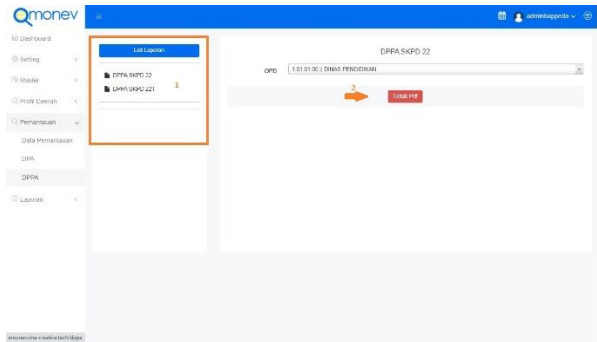 Qmonev
adminbappeda
Dashboard
Setting
Master
Profil Daerah
Pemantauan
Data Pemantauan
DPA
DPPA
Laporan
List Laporan
DPPA SKPD 22
DPPA SKPD 221
1
DPPA SKPD 22
OPD
1.01.01.00 || DINAS PENDIDIKAN
2
Cetak Pdf